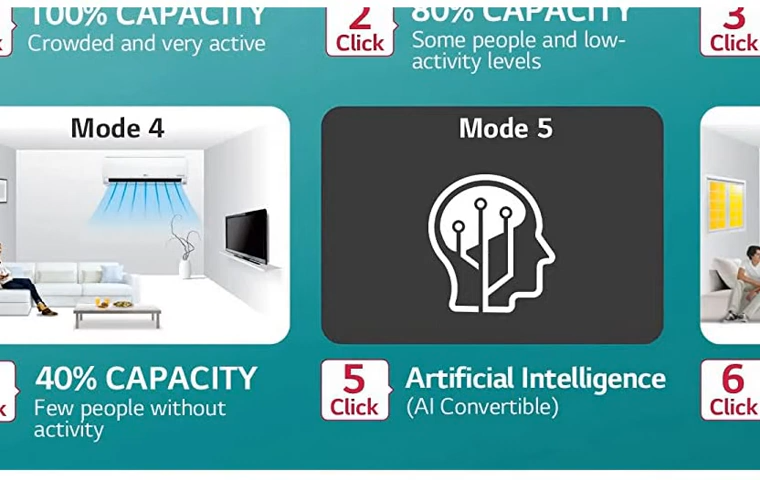 100% CAPACITY
Crowded and very active
2
Click
80% CAPACITY
Some people and low-
activity levels
3
Click
Mode 4
Mode 5
40% CAPACITY
Few people without
activity
5
Click
Artificial Intelligence
(AI Convertible)
6
Click